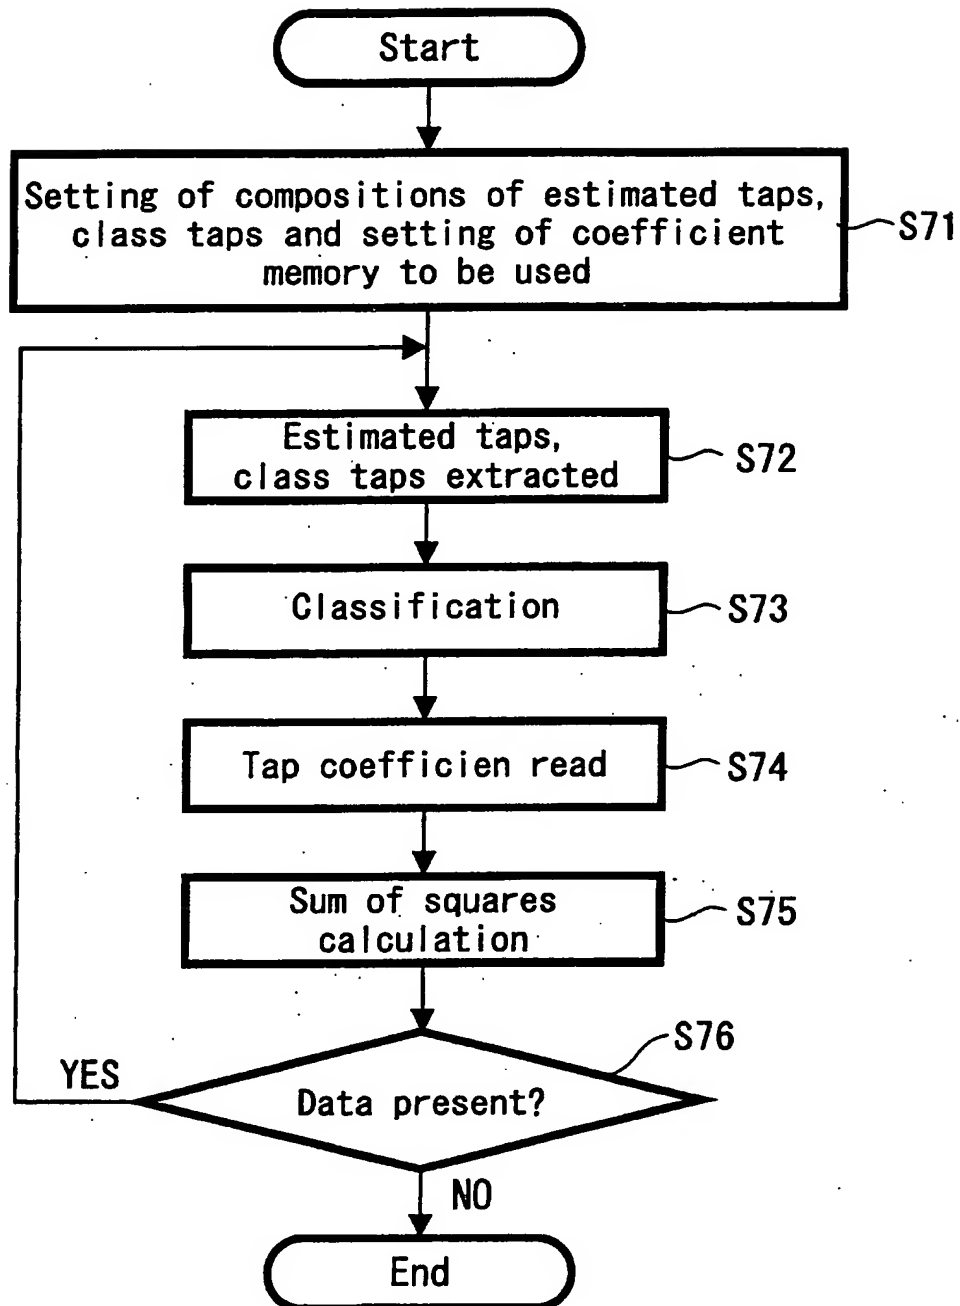 Start
Setting of compositions of estimated taps,
class taps and setting of coefficient
memory to be used
S71
Estimated taps,
class taps extracted
S72
Classification
S73
Tap coefficien read
S74
Sum of squares
calculation
S75
S76
YES
Data present?
NO
End